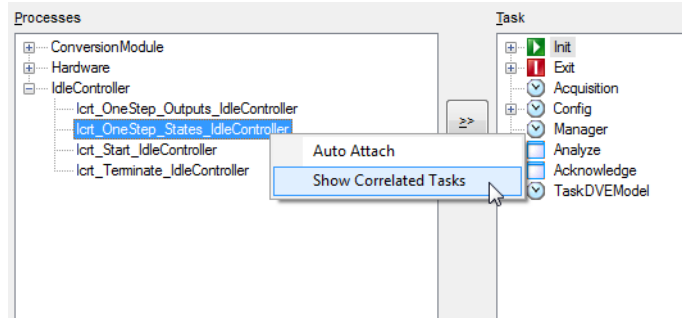 Processes
ConversionModule
Hardware
IdleController
lcrt_OneStep_Outputs_IdleController
lcrt_OneStep_States_IdleController
lcrt_Start_IdleController
lcrt_Terminate_IdleController
>>
Auto Attach
Show Correlated Tasks
Task
Init
Exit
Acquisition
Config
Manager
Analyze
Acknowledge
TaskDVEModel